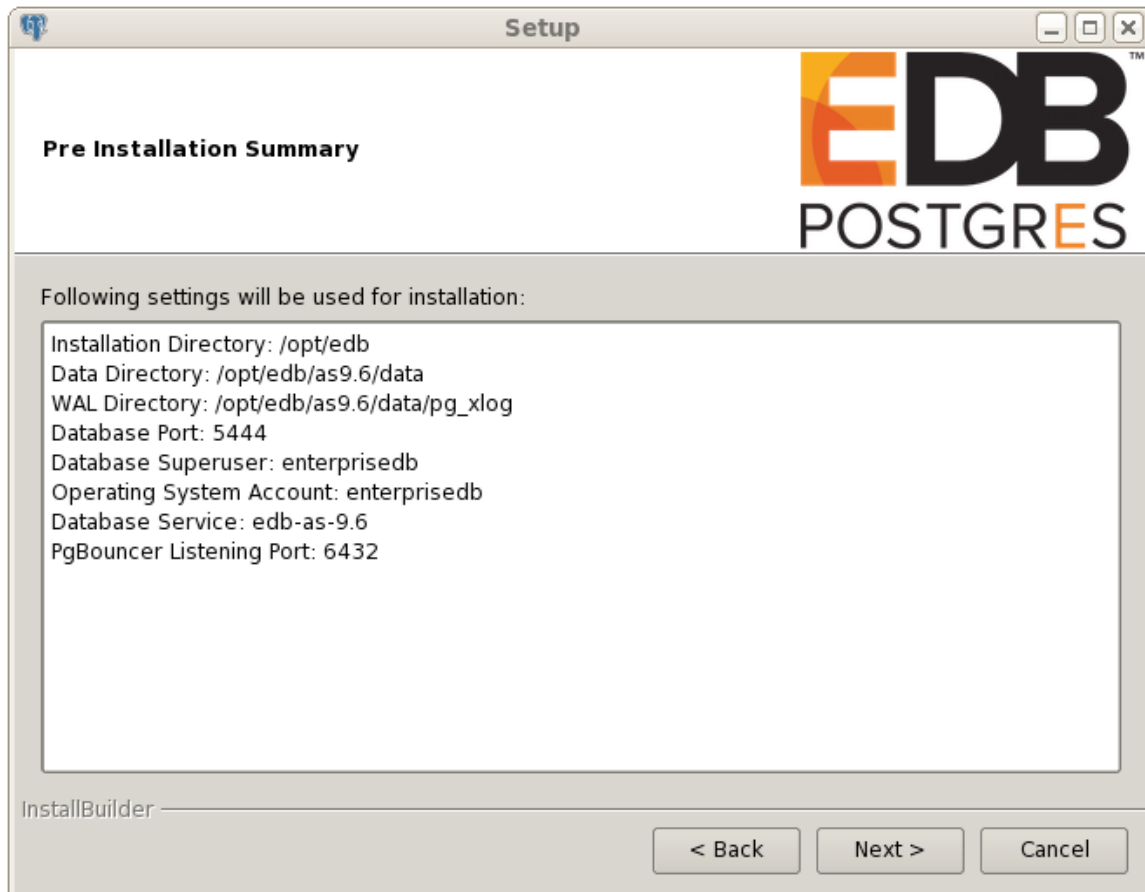 Setup
Pre Installation Summary
EDB™
POSTGRES
Following settings will be used for installation:
Installation Directory: /opt/edb
Data Directory: /opt/edb/as9.6/data
WAL Directory: /opt/edb/as9.6/data/pg_xlog
Database Port: 5444
Database Superuser: enterprisedb
Operating System Account: enterprisedb
Database Service: edb-as-9.6
PgBouncer Listening Port: 6432
InstallBuilder
< Back
Next >
Cancel